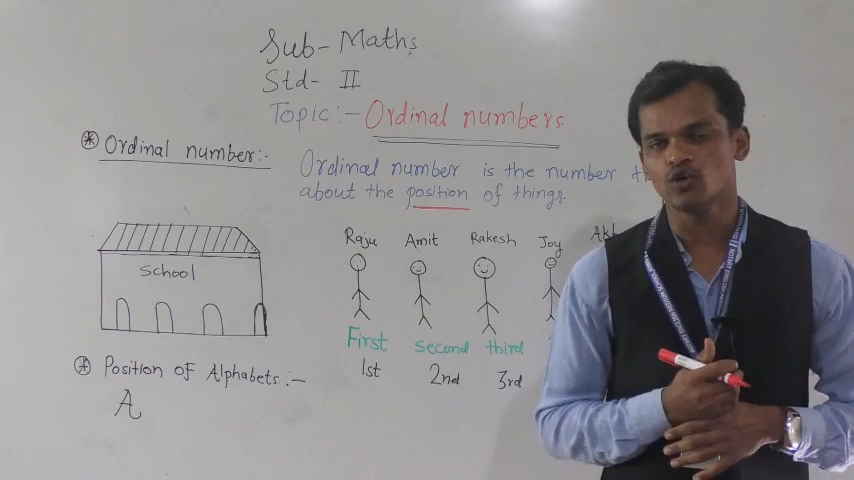 Sub- Maths
Std- II
Topic:- Ordinal numbers
* Ordinal number:-
Ordinal number is the number
about the position of things.
School
Raju Amit Rakesh Joy
First second third
1st 2nd 3rd
* Position of Alphabets:-
A